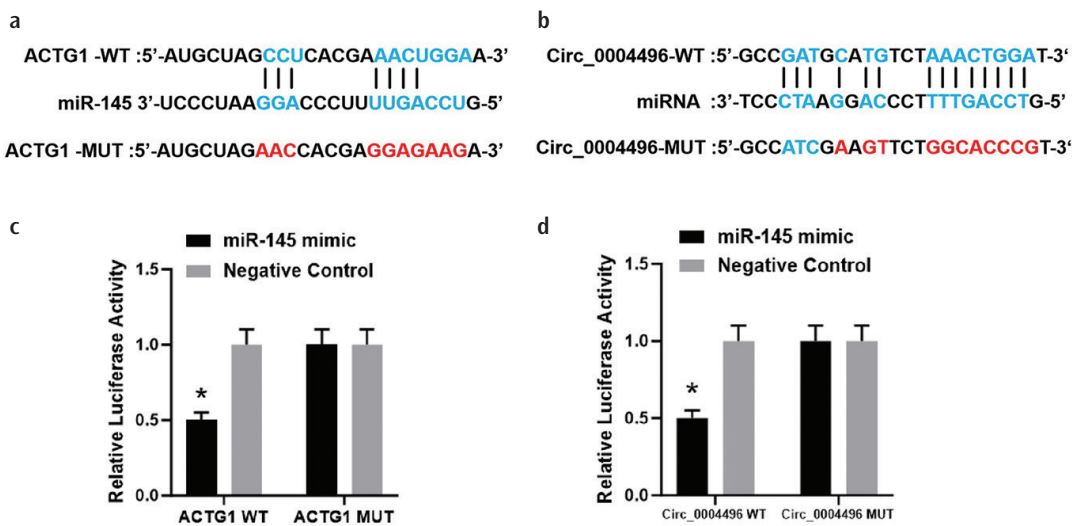 a
ACTG1 -WT :5’-AUGCUAGCCUCACGAAACUGGAA-3’
miR-145 3’-UCCCUAAGGACCCUUUUGACCUG-5’
ACTG1 -MUT :5’-AUGCUAGAACCACGAGGAGAAGA-3’
b
Circ_0004496-WT :5’-GCCGATGCATGTCTAAACTGGAT-3‘
miRNA :3’-TCCCTAAGGACCCTTTTGACCTG-5’
Circ_0004496-MUT :5’-GCCATCGAAGTTCTGGCACCCGT-3‘
c
miR-145 mimic
Negative Control
Relative Luciferase Activity
1.5
1.0
0.5
0.0
*
ACTG1 WT ACTG1 MUT
d
miR-145 mimic
Negative Control
Relative Luciferase Activity
1.5
1.0
0.5
0.0
*
Circ_0004496 WT Circ_0004496 MUT